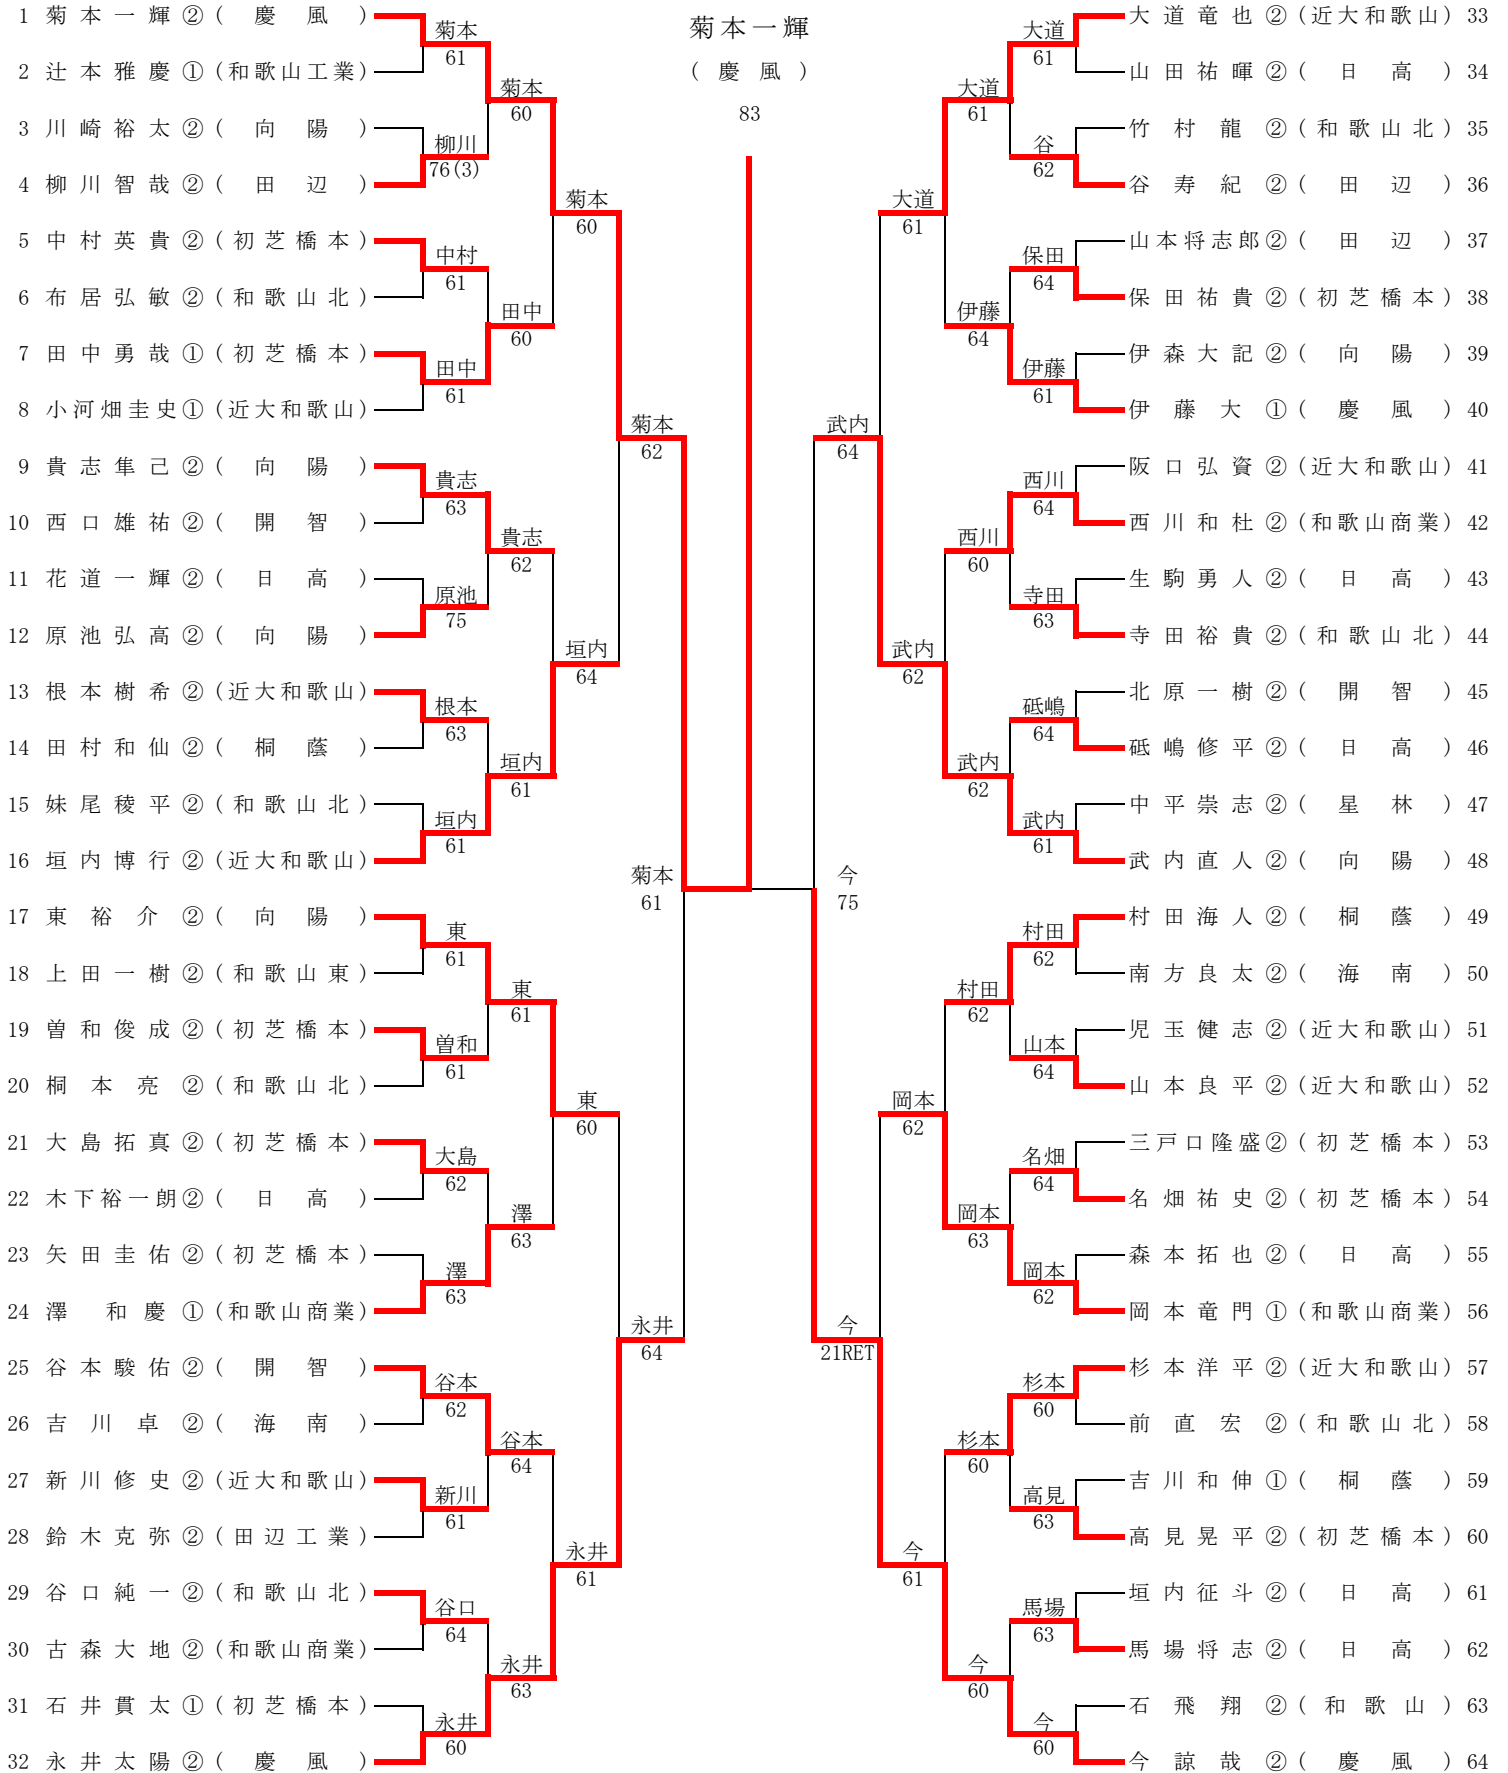 菊本一輝
(慶風)
83
1 菊本一輝② (慶風)
2 辻本雅慶① (和歌山工業)
3 川崎裕太② (向陽)
4 柳川智哉② (田辺)
5 中村英貴② (初芝橋本)
6 布居弘敏② (和歌山北)
7 田中勇哉① (初芝橋本)
8 小河畑圭史① (近大和歌山)
9 貴志隼己② (向陽)
10 西口雄祐② (開智)
11 花道一輝② (日高)
12 原池弘高② (向陽)
13 根本樹希② (近大和歌山)
14 田村和仙② (桐蔭)
15 妹尾稜平② (和歌山北)
16 垣内博行② (近大和歌山)
17 東裕介② (向陽)
18 上田一樹② (和歌山東)
19 曽和俊成② (初芝橋本)
20 桐本亮② (和歌山北)
21 大島拓真② (初芝橋本)
22 木下裕一朗② (日高)
23 矢田圭佑② (初芝橋本)
24 澤和慶① (和歌山商業)
25 谷本駿佑② (開智)
26 吉川卓② (海南)
27 新川修史② (近大和歌山)
28 鈴木克弥② (田辺工業)
29 谷口純一② (和歌山北)
30 古森大地② (和歌山商業)
31 石井貫太① (初芝橋本)
32 永井太陽② (慶風)
菊本
61
柳川
76(3)
中村
61
田中
61
貴志
63
原池
75
根本
63
垣内
61
東
61
曽和
61
大島
62
澤
63
谷本
62
新川
61
谷口
64
永井
60
菊本
60
田中
60
貴志
62
垣内
61
東
61
澤
63
谷本
64
永井
63
菊本
60
垣内
64
東
60
永井
61
菊本
62
永井
64
菊本
61
今
75
武内
64
今
21RET
大道
61
武内
62
岡本
62
今
61
大道
61
伊藤
64
西川
60
武内
62
村田
62
岡本
63
杉本
60
今
60
大道
61
谷
62
保田
64
伊藤
61
西川
64
寺田
63
砥嶋
64
武内
61
村田
62
山本
64
名畑
64
岡本
62
杉本
60
高見
63
馬場
63
今
60
大道竜也② (近大和歌山) 33
山田祐暉② (日高) 34
竹村龍② (和歌山北) 35
谷寿紀② (田辺) 36
山本将志郎② (田辺) 37
保田祐貴② (初芝橋本) 38
伊森大記② (向陽) 39
伊藤大① (慶風) 40
阪口弘資② (近大和歌山) 41
西川和杜② (和歌山商業) 42
生駒勇人② (日高) 43
寺田裕貴② (和歌山北) 44
北原一樹② (開智) 45
砥嶋修平② (日高) 46
中平崇志② (星林) 47
武内直人② (向陽) 48
村田海人② (桐蔭) 49
南方良太② (海南) 50
児玉健志② (近大和歌山) 51
山本良平② (近大和歌山) 52
三戸口隆盛② (初芝橋本) 53
名畑祐史② (初芝橋本) 54
森本拓也② (日高) 55
岡本竜門① (和歌山商業) 56
杉本洋平② (近大和歌山) 57
前直宏② (和歌山北) 58
吉川和伸① (桐蔭) 59
高見晃平② (初芝橋本) 60
垣内征斗② (日高) 61
馬場将志② (日高) 62
石飛翔② (和歌山) 63
今諒哉② (慶風) 64